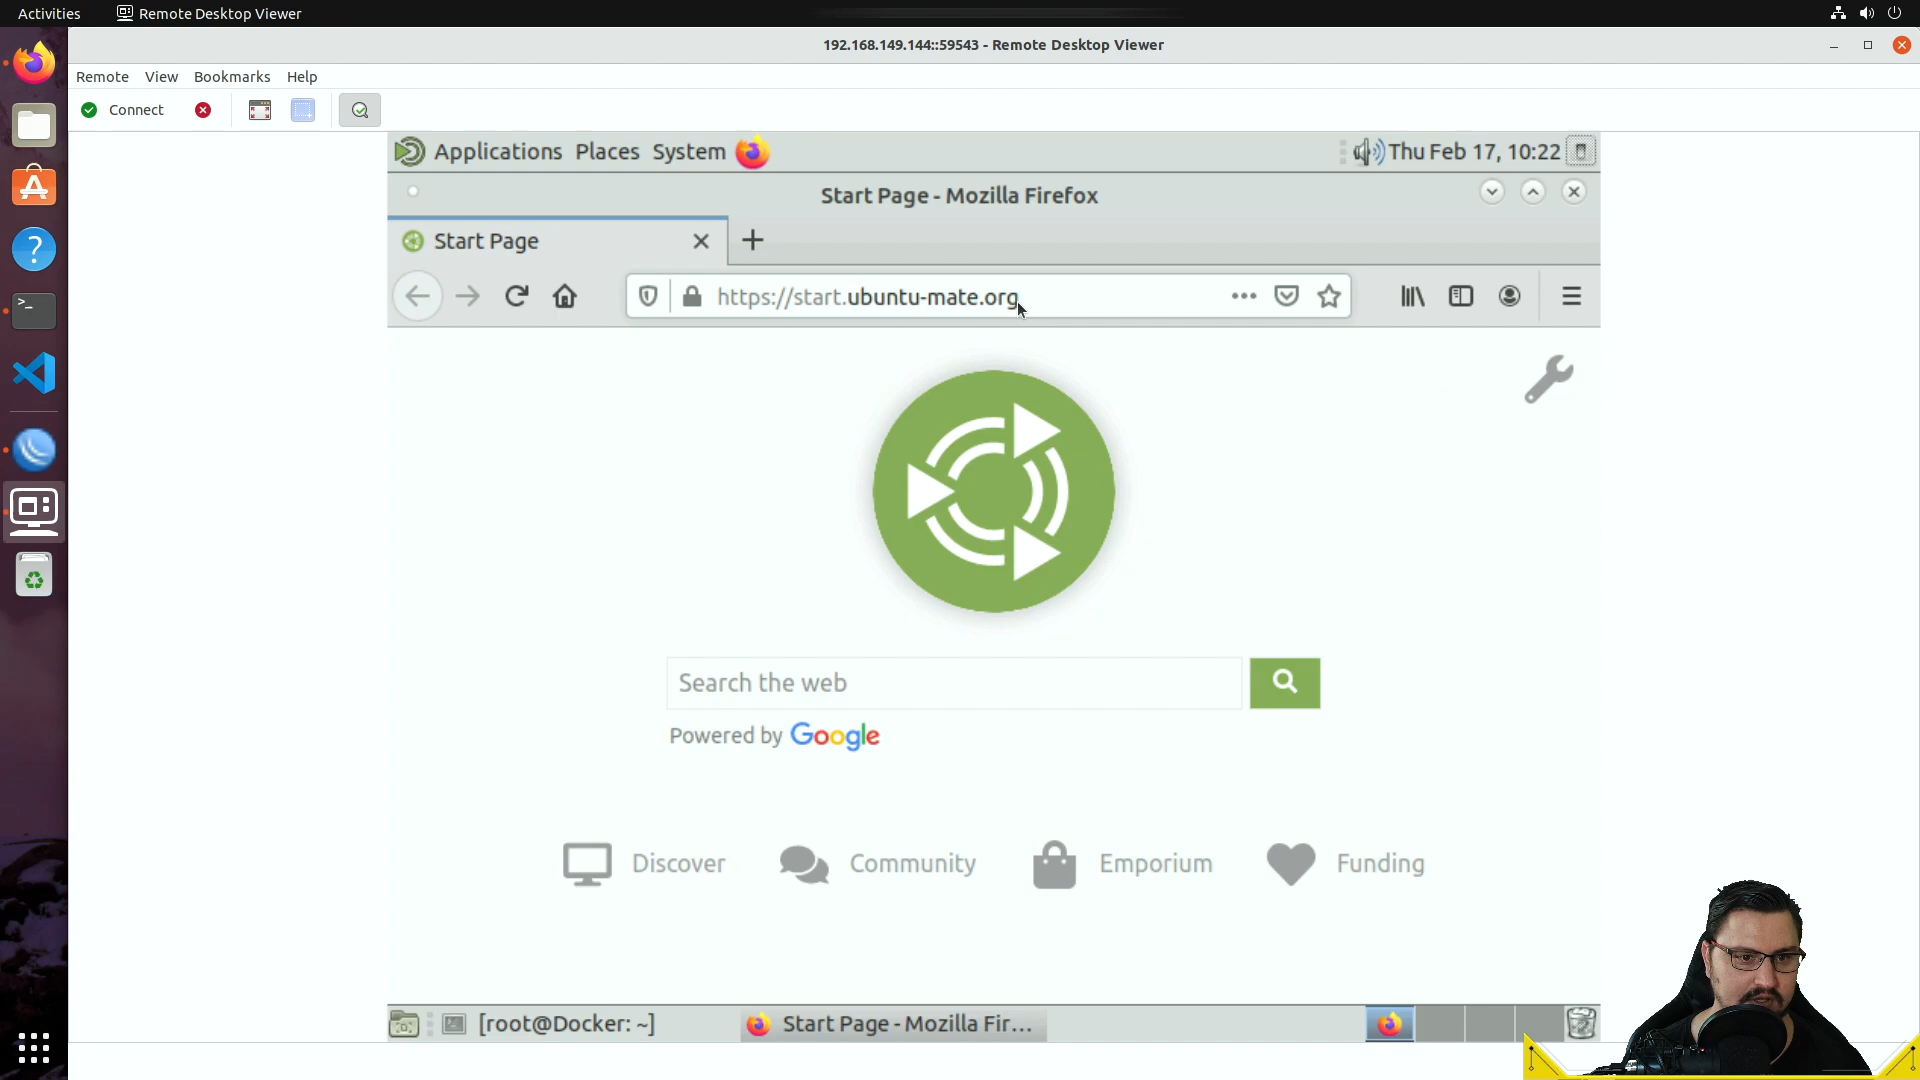 Activities
Remote Desktop Viewer
192.168.149.144::59543 - Remote Desktop Viewer
Remote View Bookmarks Help
Connect
Applications Places System
Thu Feb 17, 10:22
Start Page - Mozilla Firefox
Start Page
https://start.ubuntu-mate.org
Search the web
Powered by Google
Discover
Community
Emporium
Funding
[root@Docker: ~]
Start Page - Mozilla Fir...